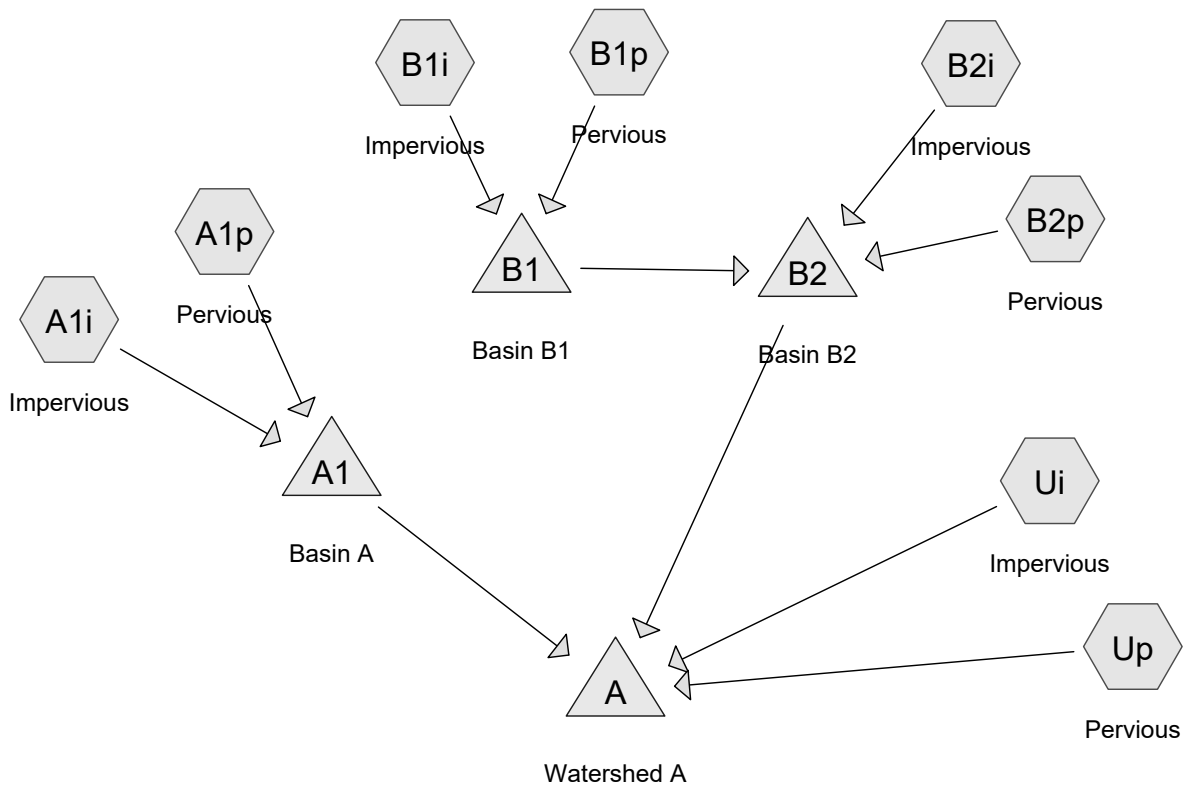 B1i
Impervious
B1p
Pervious
B2i
Impervious
B2p
Pervious
A1p
Pervious
A1i
Impervious
B1
Basin B1
B2
Basin B2
A1
Basin A
Ui
Impervious
Up
Pervious
A
Watershed A